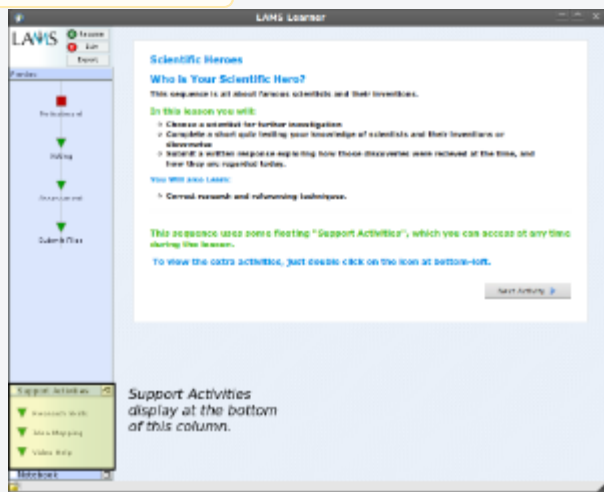 LAMS Learner
LAMS
Resume
Exit
Export
Scientific Heroes
Who Is Your Scientific Hero?
This sequence is all about famous scientists and their inventions.
In this lesson you will:
Choose a scientist for further investigation
Complete a short quiz testing your knowledge of scientists and their inventions or
discoveries
Submit a written response exploring how those discoveries were recieved at the time, and
how they are regarded today.
You Will also Learn:
Correct research and referencing techniques.
This sequence uses some floating "Support Activities", which you can access at any time
during the lesson.
To view the extra activities, just double click on the icon at bottom-left.
Next Activity
Voting
Assessment
Submit Files
Support Activities
Video Help
Notebook
Support Activities
display at the bottom
of this column.